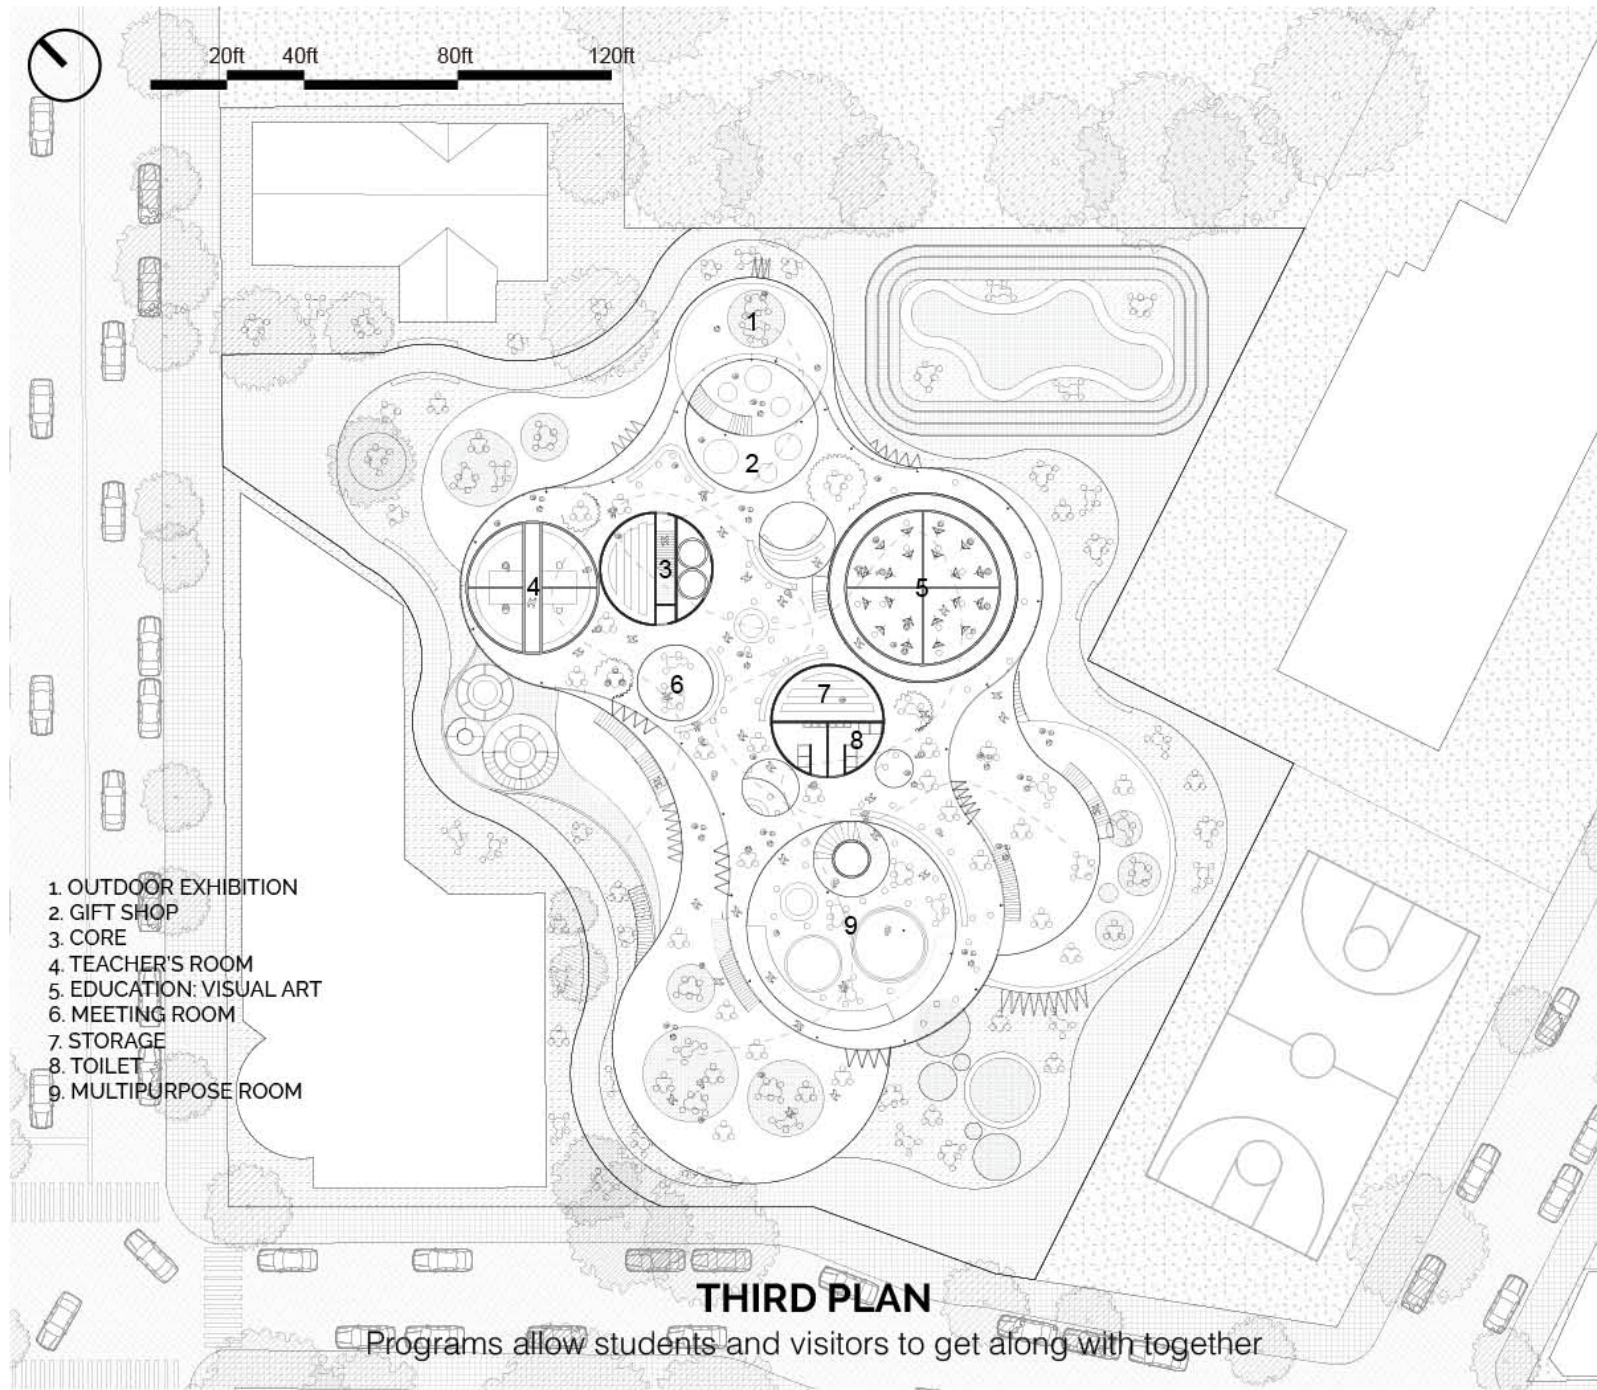 20ft 40ft 80ft 120ft
1
2
3
4
5
6
7
8
9
1. OUTDOOR EXHIBITION
2. GIFT SHOP
3. CORE
4. TEACHER'S ROOM
5. EDUCATION: VISUAL ART
6. MEETING ROOM
7. STORAGE
8. TOILET
9. MULTIPURPOSE ROOM
THIRD PLAN
Programs allow students and visitors to get along with together